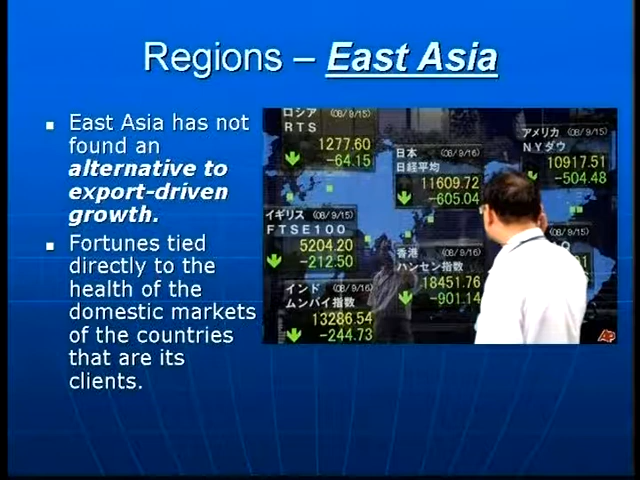 Regions – East Asia
East Asia has not
found an
alternative to
export-driven
growth.
Fortunes tied
directly to the
health of the
domestic markets
of the countries
that are its
clients.
ロシア (08/9/15)
RTS
1277.60
-64.15
日本 (08/9/16)
日経平均
11609.72
-605.04
アメリカ (08/9/15)
NYダウ
10917.51
-504.48
イギリス (08/9/15)
FTSE100
5204.20
-212.50
香港 (08/9/16)
ハンセン指数
18451.76
-901.14
(08/9/15)
インド (08/9/16)
ムンバイ指数
13286.54
-244.73
AP